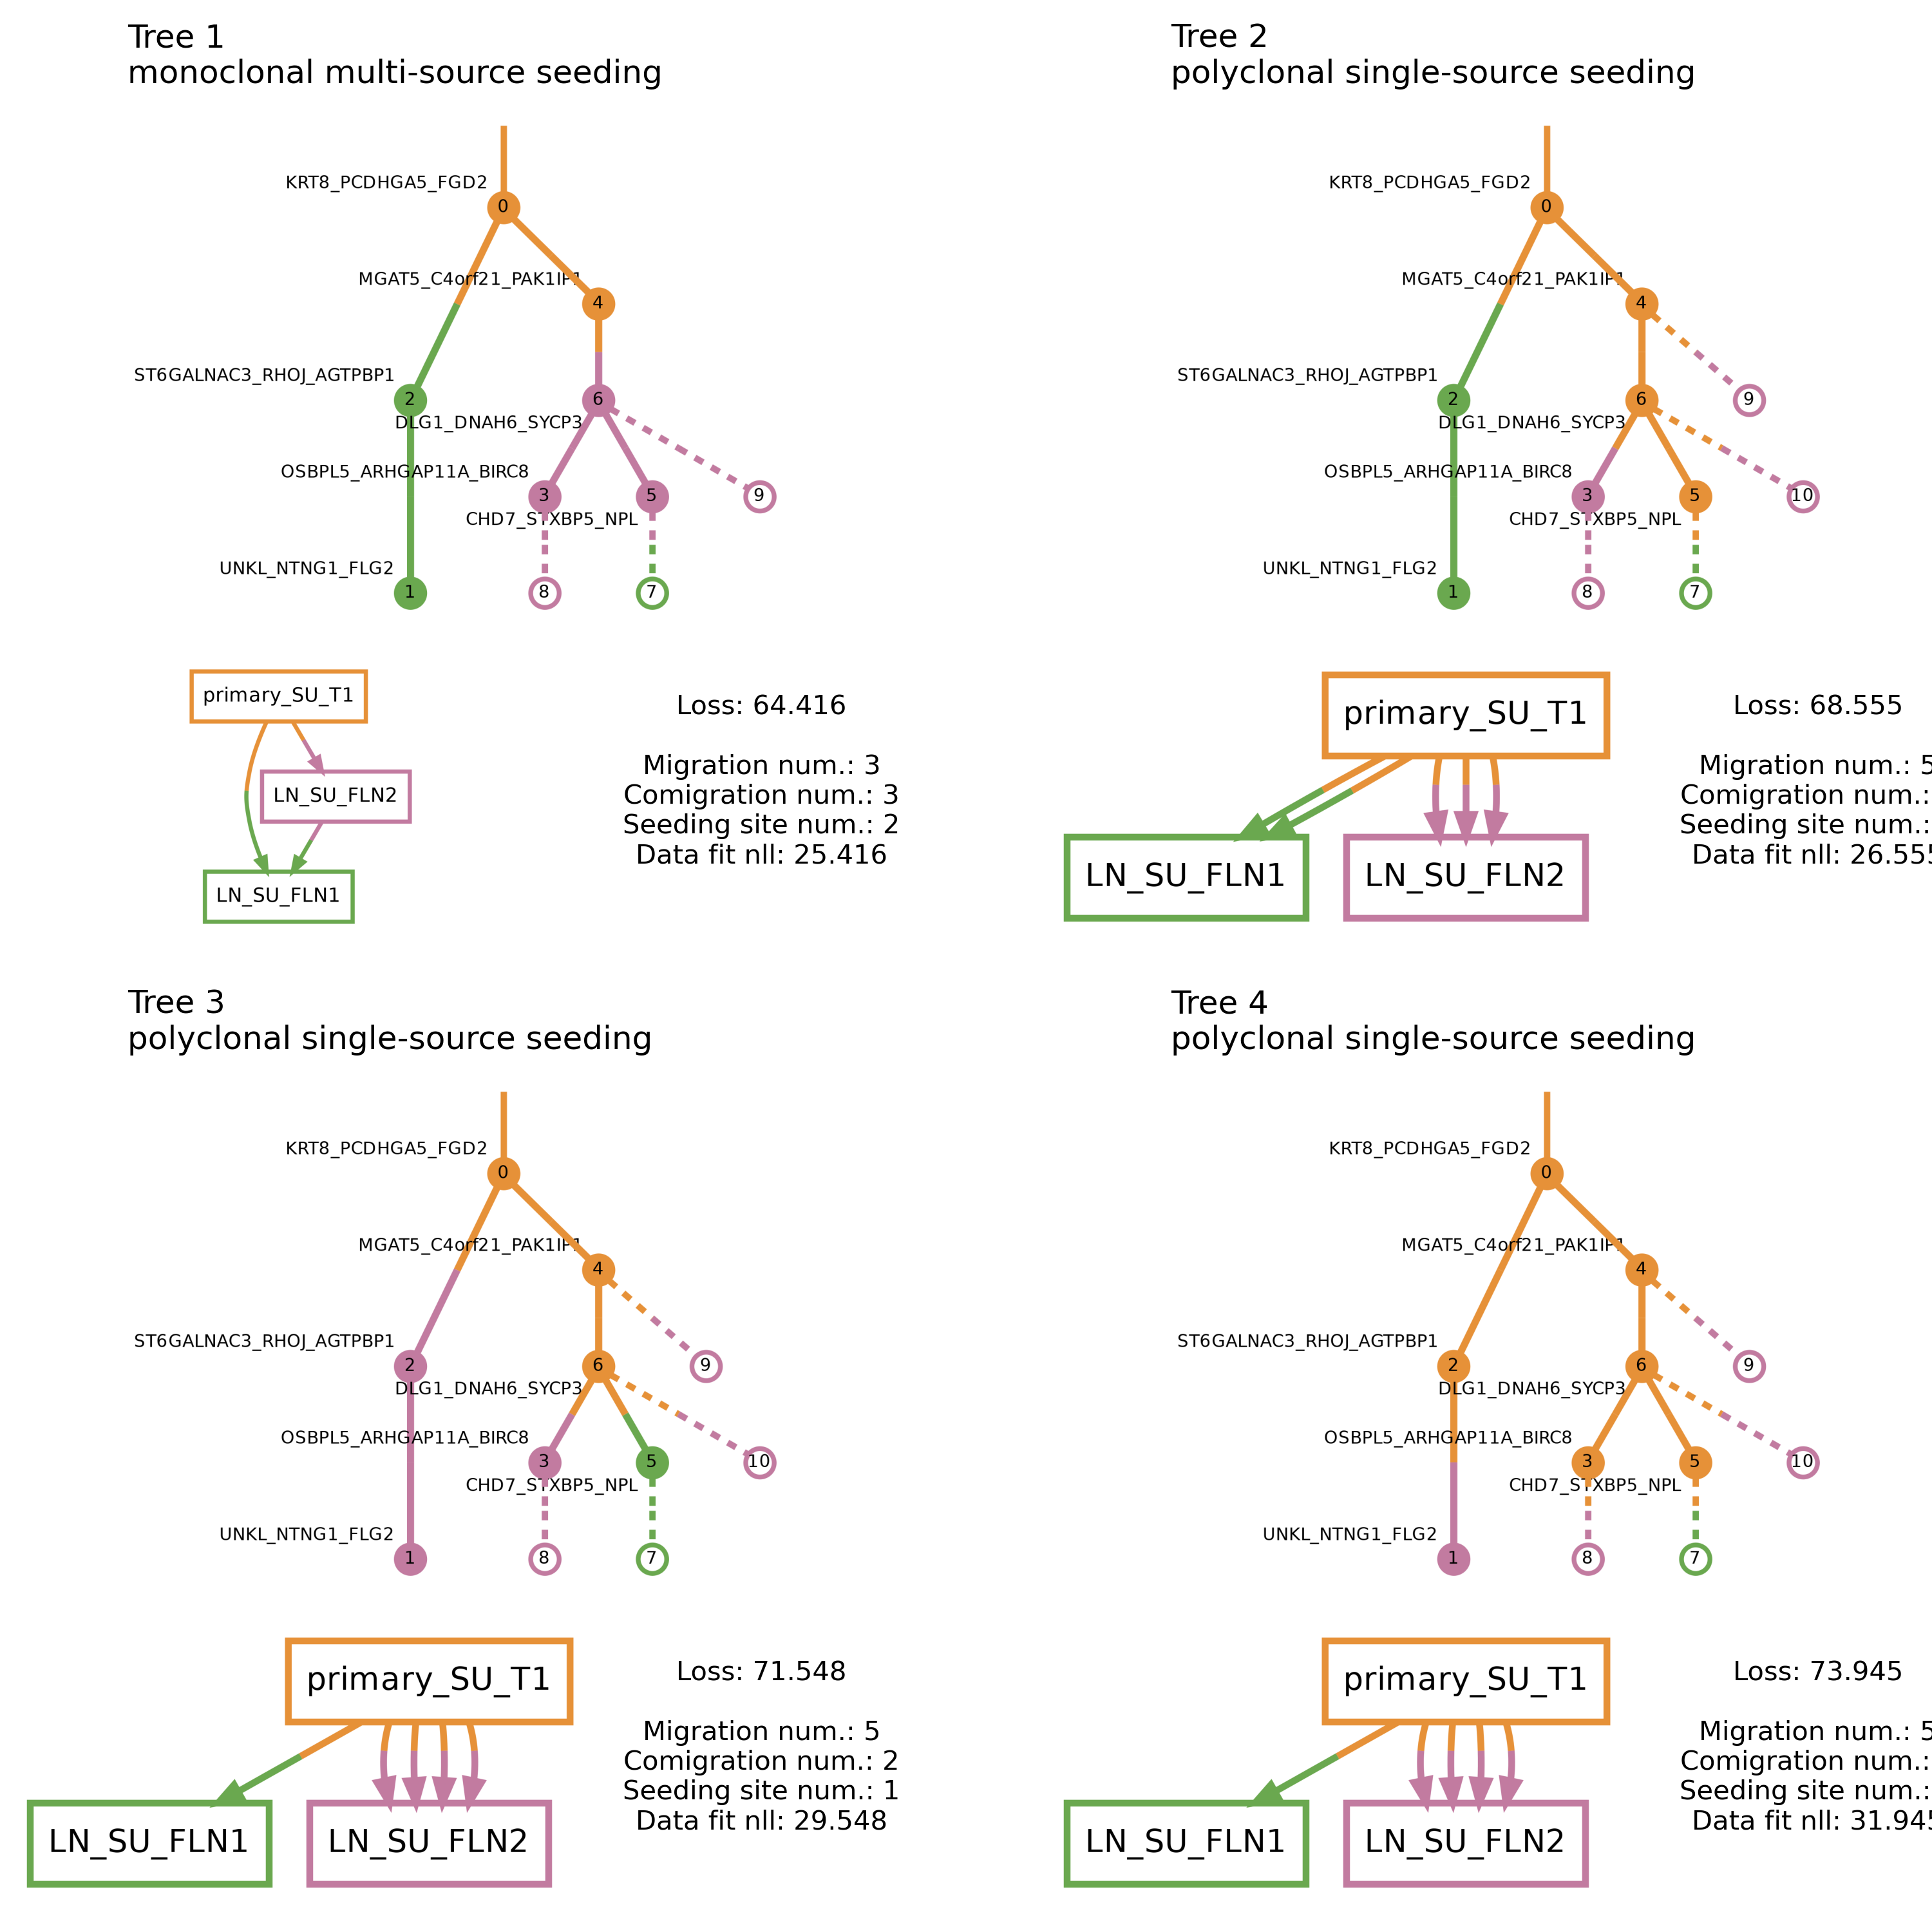 Tree 1
monoclonal multi-source seeding
KRT8_PCDHGA5_FGD2
0
MGAT5_C4orf21_PAK1IP1
4
ST6GALNAC3_RHOJ_AGTPBP1
2
6
DLG1_DNAH6_SYCP3
OSBPL5_ARHGAP11A_BIRC8
3
5
9
CHD7_STXBP5_NPL
UNKL_NTNG1_FLG2
1
8
7
primary_SU_T1
LN_SU_FLN2
LN_SU_FLN1
Loss: 64.416
Migration num.: 3
Comigration num.: 3
Seeding site num.: 2
Data fit nll: 25.416
Tree 2
polyclonal single-source seeding
KRT8_PCDHGA5_FGD2
0
MGAT5_C4orf21_PAK1IP1
4
ST6GALNAC3_RHOJ_AGTPBP1
2
6
9
DLG1_DNAH6_SYCP3
OSBPL5_ARHGAP11A_BIRC8
3
5
10
CHD7_STXBP5_NPL
UNKL_NTNG1_FLG2
1
8
7
primary_SU_T1
LN_SU_FLN1
LN_SU_FLN2
Loss: 68.555
Migration num.: 5
Comigration num.:
Seeding site num.:
Data fit nll: 26.555
Tree 3
polyclonal single-source seeding
KRT8_PCDHGA5_FGD2
0
MGAT5_C4orf21_PAK1IP1
4
ST6GALNAC3_RHOJ_AGTPBP1
2
6
9
DLG1_DNAH6_SYCP3
OSBPL5_ARHGAP11A_BIRC8
3
5
10
CHD7_STXBP5_NPL
UNKL_NTNG1_FLG2
1
8
7
primary_SU_T1
LN_SU_FLN1
LN_SU_FLN2
Loss: 71.548
Migration num.: 5
Comigration num.: 2
Seeding site num.: 1
Data fit nll: 29.548
Tree 4
polyclonal single-source seeding
KRT8_PCDHGA5_FGD2
0
MGAT5_C4orf21_PAK1IP1
4
ST6GALNAC3_RHOJ_AGTPBP1
2
6
9
DLG1_DNAH6_SYCP3
OSBPL5_ARHGAP11A_BIRC8
3
5
10
CHD7_STXBP5_NPL
UNKL_NTNG1_FLG2
1
8
7
primary_SU_T1
LN_SU_FLN1
LN_SU_FLN2
Loss: 73.945
Migration num.: 5
Comigration num.:
Seeding site num.:
Data fit nll: 31.945